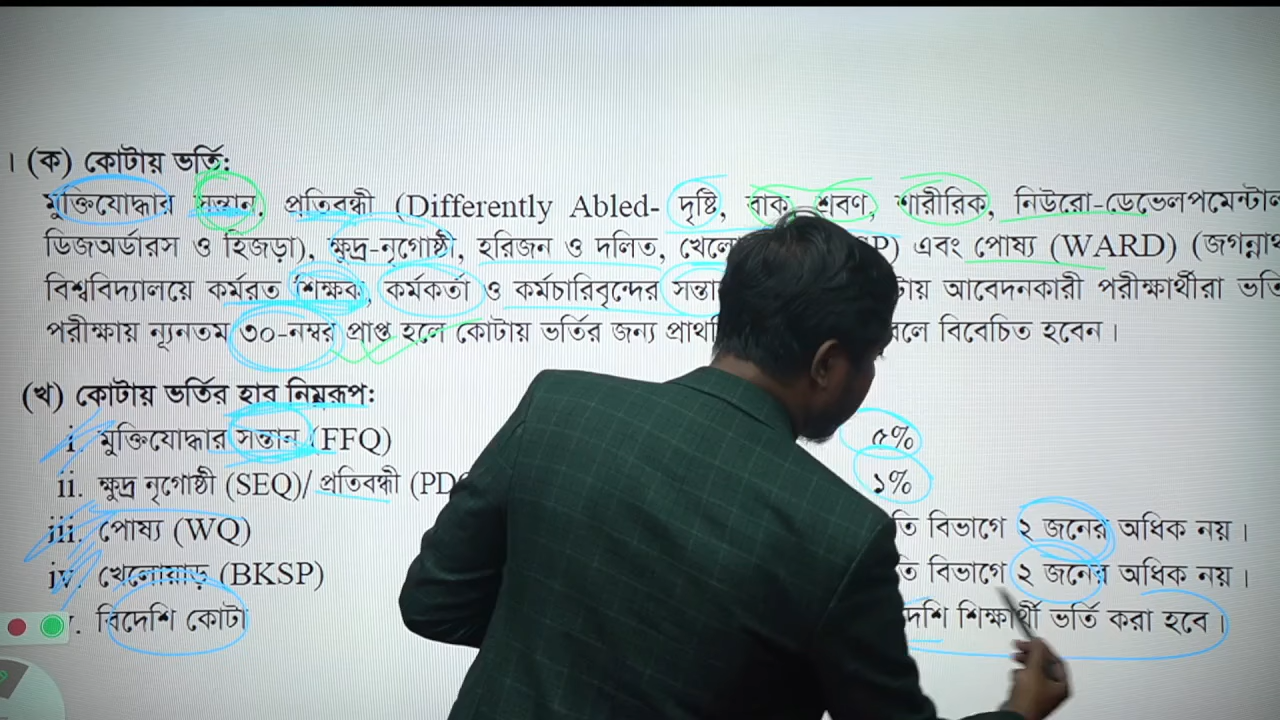 । (ক) কোটায় ভর্তি:
মুক্তিযোদ্ধার সন্তান, প্রতিবন্ধী (Differently Abled- দৃষ্টি, বাক, শ্রবণ, শারীরিক, নিউরো-ডেভেলপমেন্টাল
ডিজঅর্ডারস ও হিজড়া), ক্ষুদ্র-নৃগোষ্ঠী, হরিজন ও দলিত, এবং পোষ্য (WARD) (জগন্নাথ
বিশ্ববিদ্যালয়ে কর্মরত শিক্ষক, কর্মকর্তা ও কর্মচারিবৃন্দের আবেদনকারী পরীক্ষার্থীরা ভর্তি
পরীক্ষায় ন্যূনতম ৩০-নম্বর প্রাপ্ত হলে কোটায় ভর্তির জন্য বিবেচিত হবেন।
(খ) কোটায় ভর্তির হার নিম্নরূপ:
i. মুক্তিযোদ্ধার সন্তান (FFQ) ৫%
ii. ক্ষুদ্র নৃগোষ্ঠী (SEQ)/ প্রতিবন্ধী ১%
iii. পোষ্য (WQ) বিভাগে ২ জনের অধিক নয়।
iv. খেলোয়াড় (BKSP) বিভাগে ২ জনের অধিক নয়।
বিদেশি কোটা শিক্ষার্থী ভর্তি করা হবে।